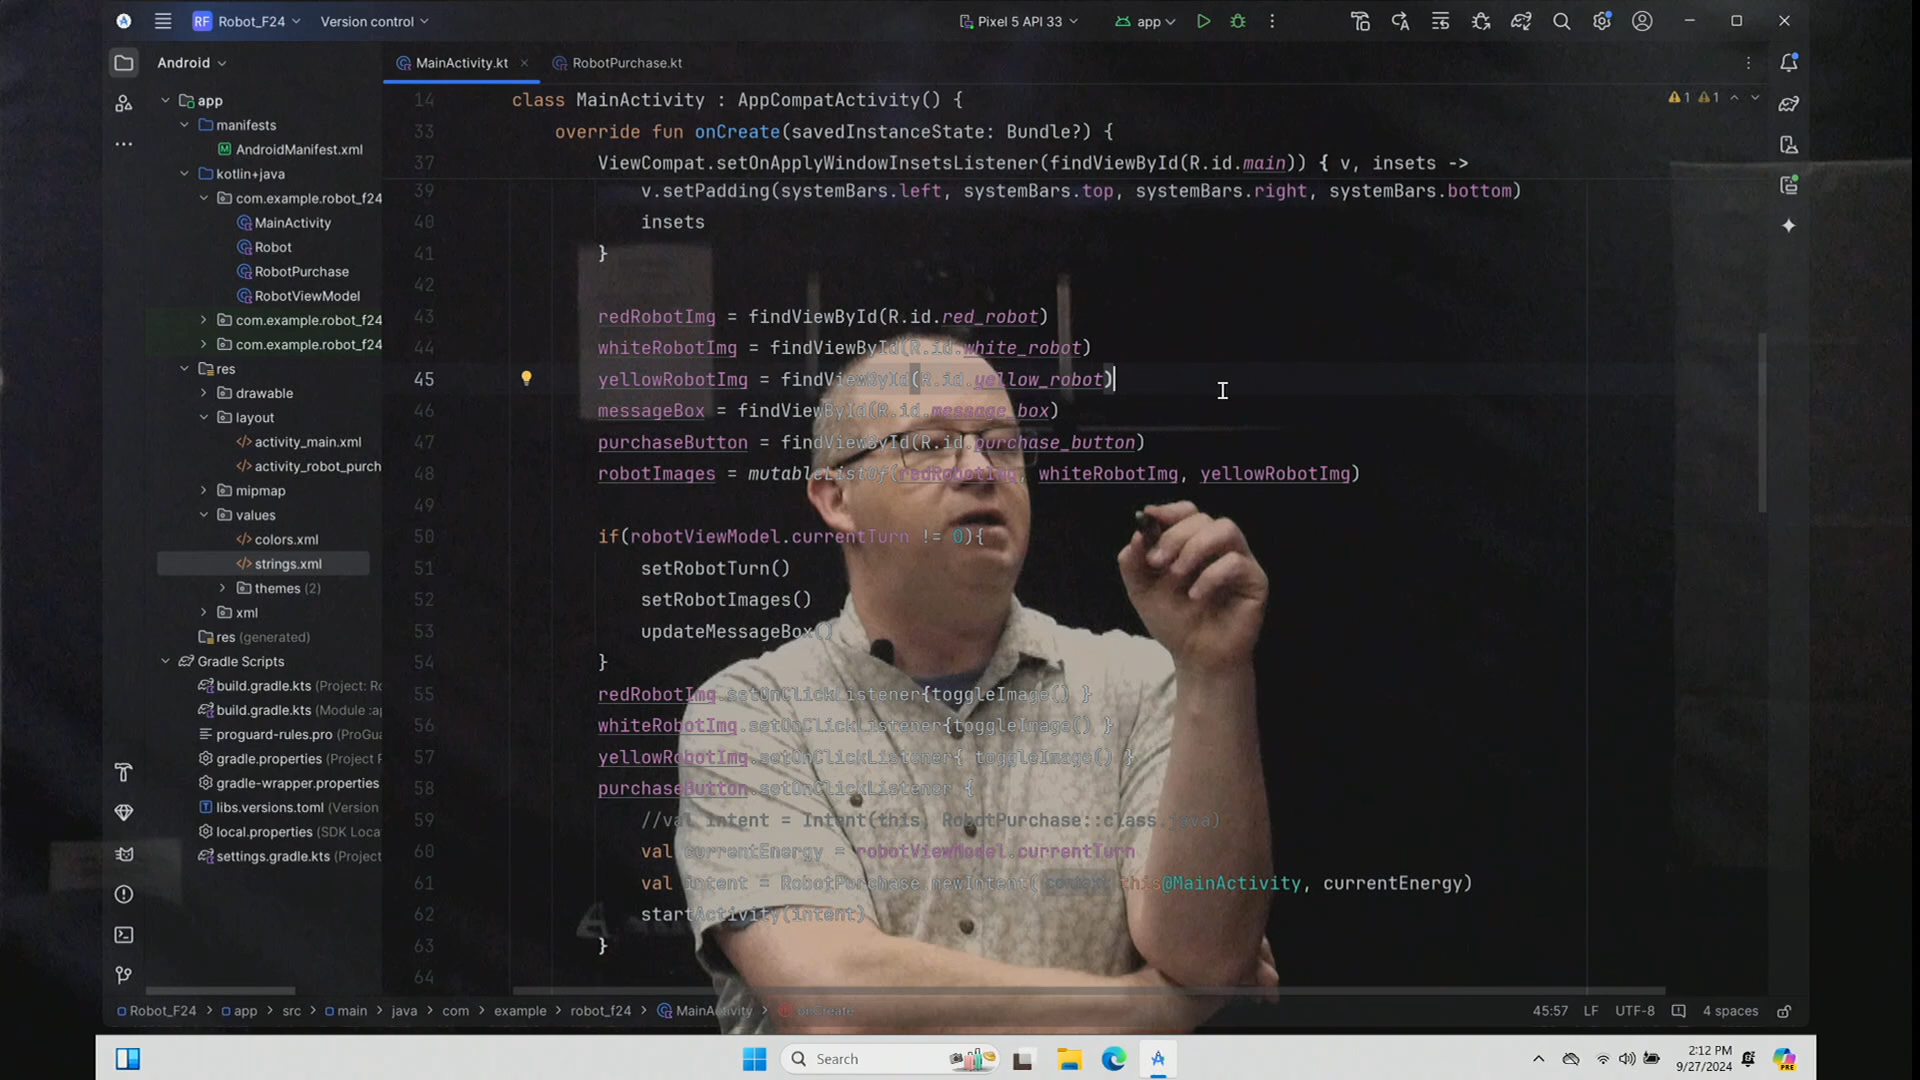 RF Robot_F24 Version control Pixel 5 API 33 app
Android
MainActivity.kt RobotPurchase.kt
app
manifests
AndroidManifest.xml
kotlin+java
com.example.robot_f24
MainActivity
Robot
RobotPurchase
RobotViewModel
com.example.robot_f24
com.example.robot_f24
res
drawable
layout
activity_main.xml
activity_robot_purch
mipmap
values
colors.xml
strings.xml
themes (2)
xml
res (generated)
Gradle Scripts
build.gradle.kts (Project: Ro
build.gradle.kts (Module :ap
proguard-rules.pro (ProGua
gradle.properties (Project Pr
gradle-wrapper.properties
libs.versions.toml (Version
local.properties (SDK Loca
settings.gradle.kts (Project
1 1
14 class MainActivity : AppCompatActivity() {
33 override fun onCreate(savedInstanceState: Bundle?) {
37 ViewCompat.setOnApplyWindowInsetsListener(findViewById(R.id.main)) { v, insets ->
39 v.setPadding(systemBars.left, systemBars.top, systemBars.right, systemBars.bottom)
40 insets
41 }
42
43 redRobotImg = findViewById(R.id.red_robot)
44 whiteRobotImg = findViewById(R.id.white_robot)
45 yellowRobotImg = findViewById(R.id.yellow_robot)
46 messageBox = findViewById(R.id.message_box)
47 purchaseButton = findViewById(R.id.purchase_button)
48 robotImages = mutableListOf(redRobotImg, whiteRobotImg, yellowRobotImg)
49
50 if(robotViewModel.currentTurn != 0){
51 setRobotTurn()
52 setRobotImages()
53 updateMessageBox()
54 }
55 redRobotImg.setOnClickListener{toggleImage() }
56 whiteRobotImg.setOnClickListener{toggleImage() }
57 yellowRobotImg.setOnClickListener{ toggleImage() }
58 purchaseButton.setOnClickListener {
59 //val intent = Intent(this, RobotPurchase::class.java)
60 val currentEnergy = robotViewModel.currentTurn
61 val intent = RobotPurchase.newIntent( context: this@MainActivity, currentEnergy)
62 startActivity(intent)
63 }
64
Robot_F24 > app > src > main > java > com > example > robot_f24 > MainActivity > onCreate
45:57 LF UTF-8 4 spaces
Search
2:12 PM
9/27/2024
PRE